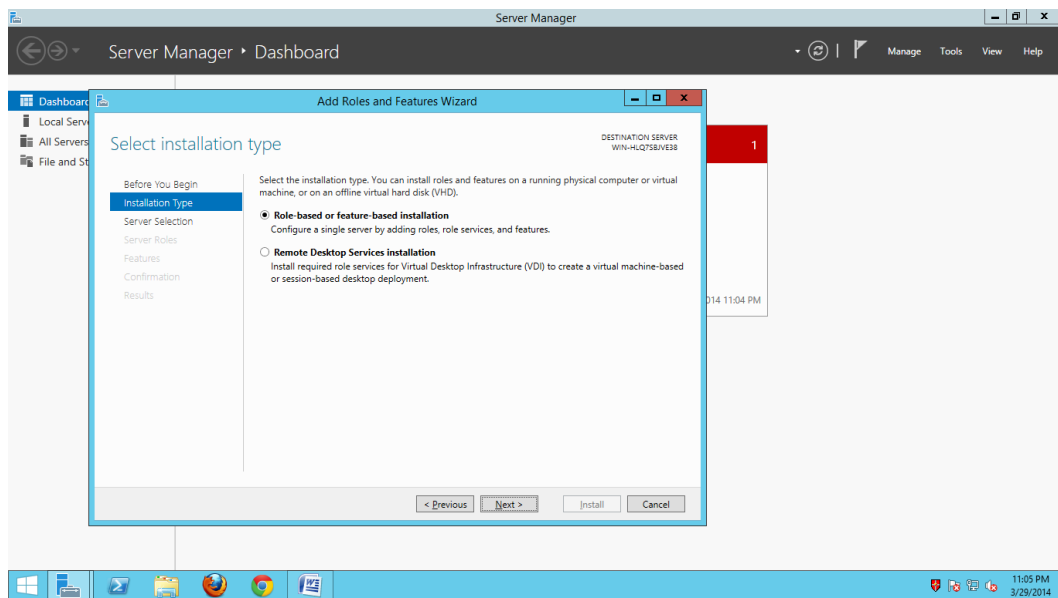 Server Manager
Server Manager • Dashboard
Manage Tools View Help
Dashboard
Local Serv
All Servers
File and St
Add Roles and Features Wizard
Select installation type
DESTINATION SERVER
WIN-HLQ7SBJVE38
Before You Begin
Installation Type
Server Selection
Server Roles
Features
Confirmation
Results
Select the installation type. You can install roles and features on a running physical computer or virtual
machine, or on an offline virtual hard disk (VHD).
Role-based or feature-based installation
Configure a single server by adding roles, role services, and features.
Remote Desktop Services installation
Install required role services for Virtual Desktop Infrastructure (VDI) to create a virtual machine-based
or session-based desktop deployment.
< Previous Next > Install Cancel
1
014 11:04 PM
11:05 PM
3/29/2014